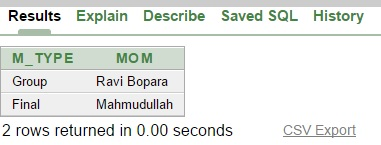 Results Explain Describe Saved SQL History
M_TYPE MOM
Group Ravi Bopara
Final Mahmudullah
2 rows returned in 0.00 seconds CSV Export